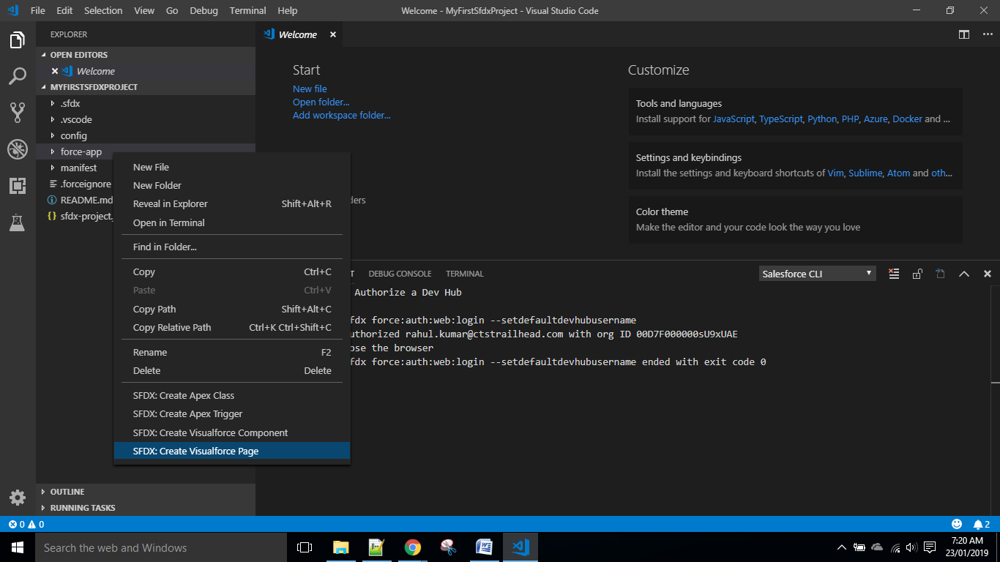 File Edit Selection View Go Debug Terminal Help
Welcome - MyFirstSfdxProject - Visual Studio Code
EXPLORER
OPEN EDITORS
Welcome
MYFIRSTSFDXPROJECT
.sfdx
.vscode
config
force-app
manifest
.forceignore
README.md
sfdx-project.
New File
New Folder
Reveal in Explorer Shift+Alt+R
Open in Terminal
Find in Folder...
Copy Ctrl+C
Paste Ctrl+V
Copy Path Shift+Alt+C
Copy Relative Path Ctrl+K Ctrl+Shift+C
Rename F2
Delete Delete
SFDX: Create Apex Class
SFDX: Create Apex Trigger
SFDX: Create Visualforce Component
SFDX: Create Visualforce Page
OUTLINE
RUNNING TASKS
Welcome
Start
New file
Open folder...
Add workspace folder...
ders
Customize
Tools and languages
Install support for JavaScript, TypeScript, Python, PHP, Azure, Docker and ...
Settings and keybindings
Install the settings and keyboard shortcuts of Vim, Sublime, Atom and oth...
Color theme
Make the editor and your code look the way you love
T DEBUG CONSOLE TERMINAL
Salesforce CLI
Authorize a Dev Hub
fdx force:auth:web:login --setdefaultdevhubusername
uthorized rahul.kumar@ctstrailhead.com with org ID 00D7F000000sU9xUAE
ose the browser
fdx force:auth:web:login --setdefaultdevhubusername ended with exit code 0
0 0
2
Search the web and Windows
7:20 AM
23/01/2019